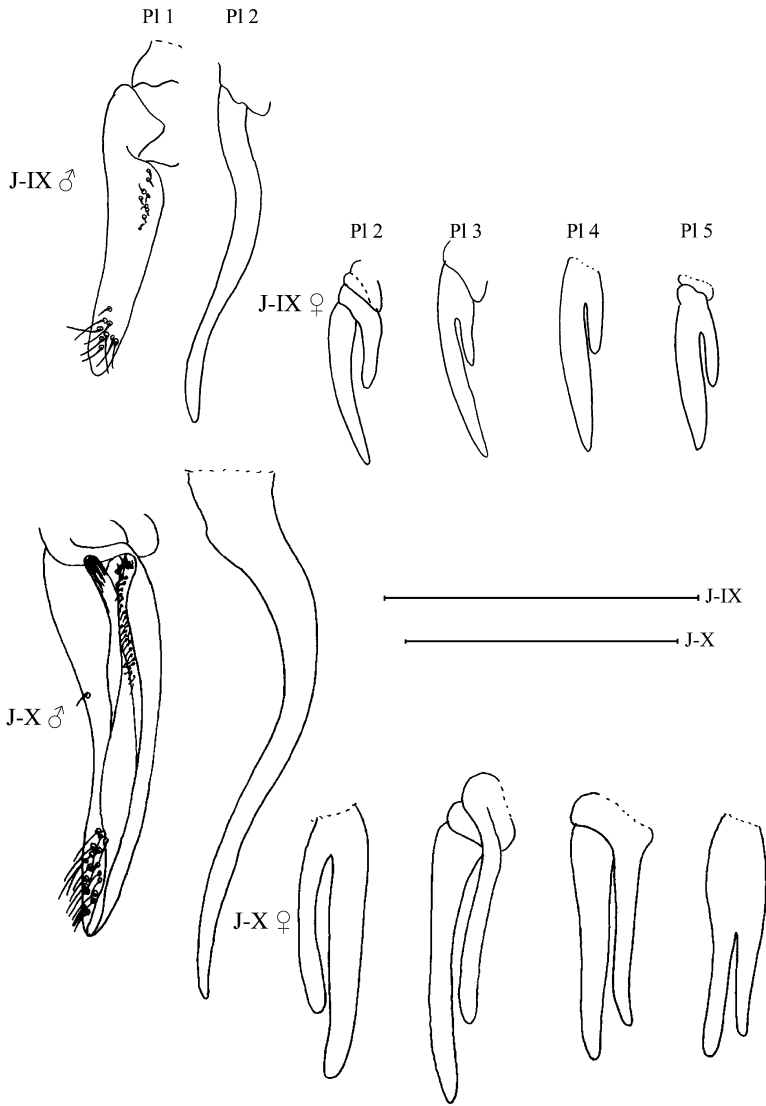 Pl 1 Pl 2
J-IX ♂
Pl 2 Pl 3 Pl 4 Pl 5
J-IX ♀
J-IX
J-X
J-X ♂
J-X ♀